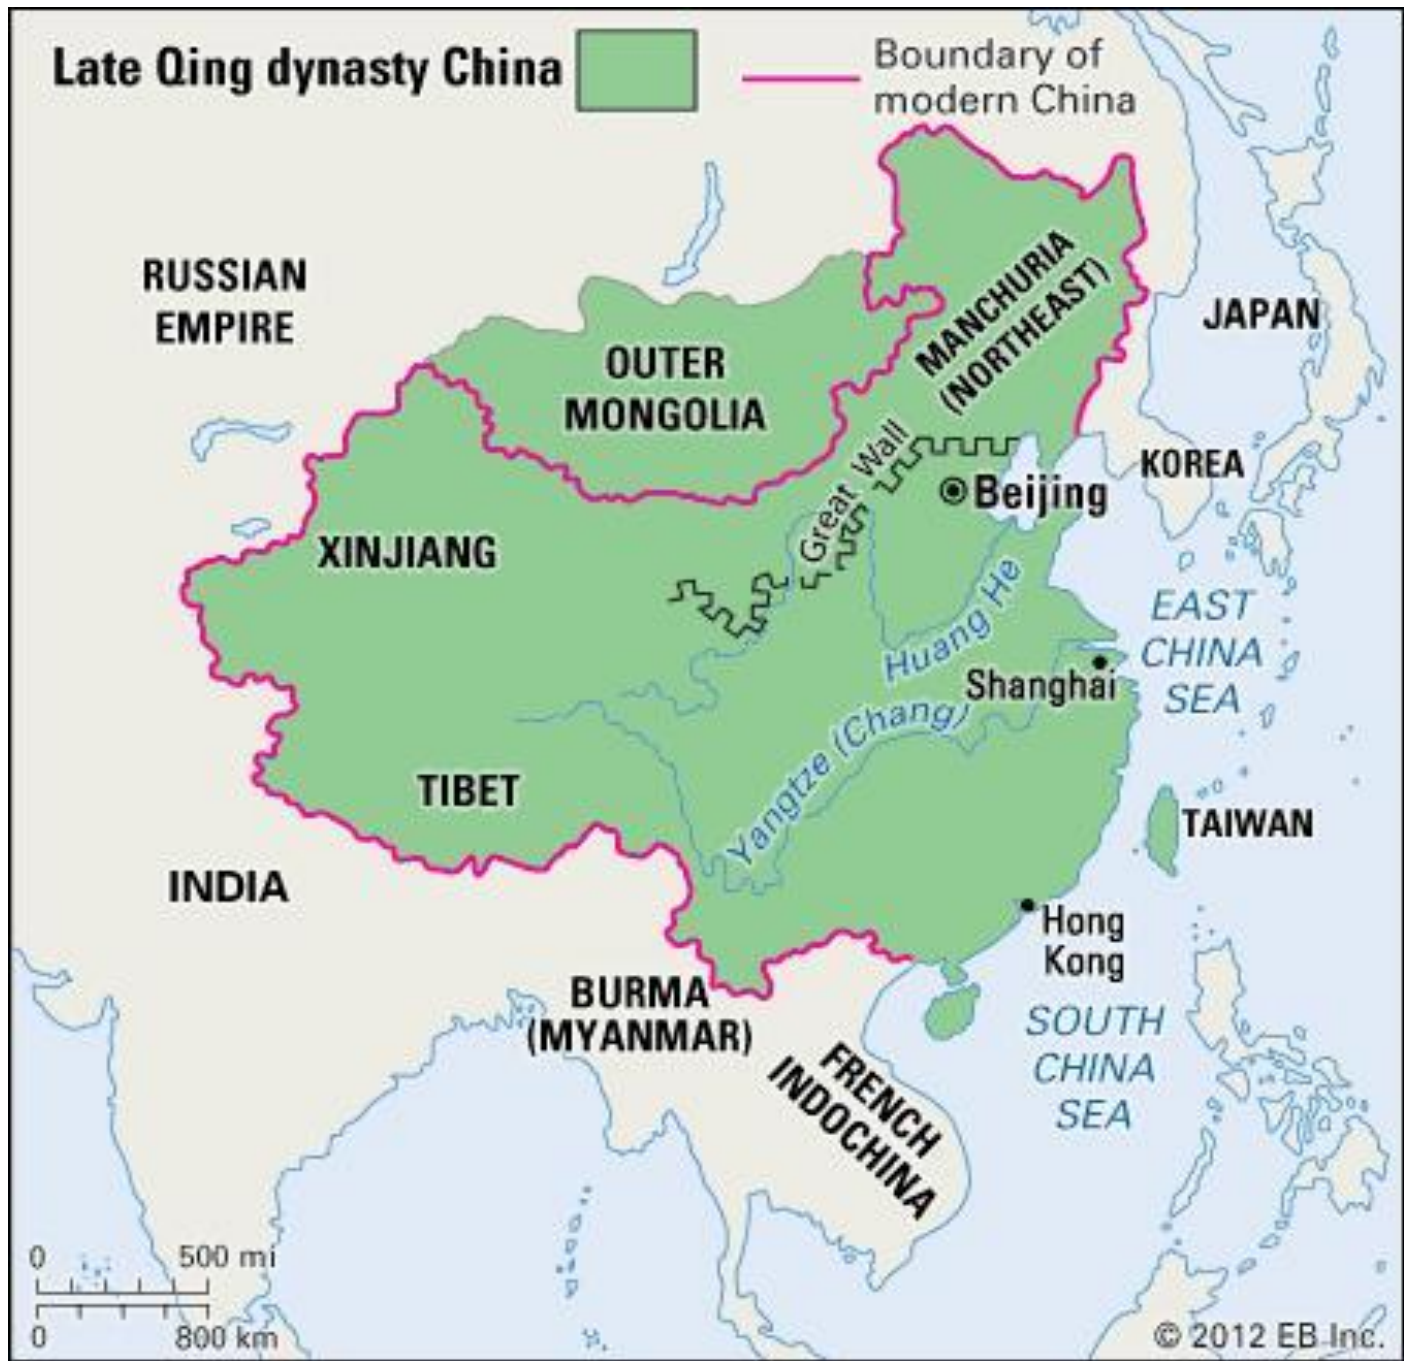 Late Qing dynasty China
Boundary of
modern China
RUSSIAN
EMPIRE
OUTER
MONGOLIA
MANCHURIA
(NORTHEAST)
JAPAN
Great Wall
KOREA
Beijing
XINJIANG
Huang He
EAST
CHINA
SEA
Shanghai
Yangtze (Chang)
TIBET
TAIWAN
INDIA
Hong
Kong
BURMA
(MYANMAR)
SOUTH
CHINA
SEA
FRENCH
INDOCHINA
0 500 mi
0 800 km
© 2012 EB Inc.